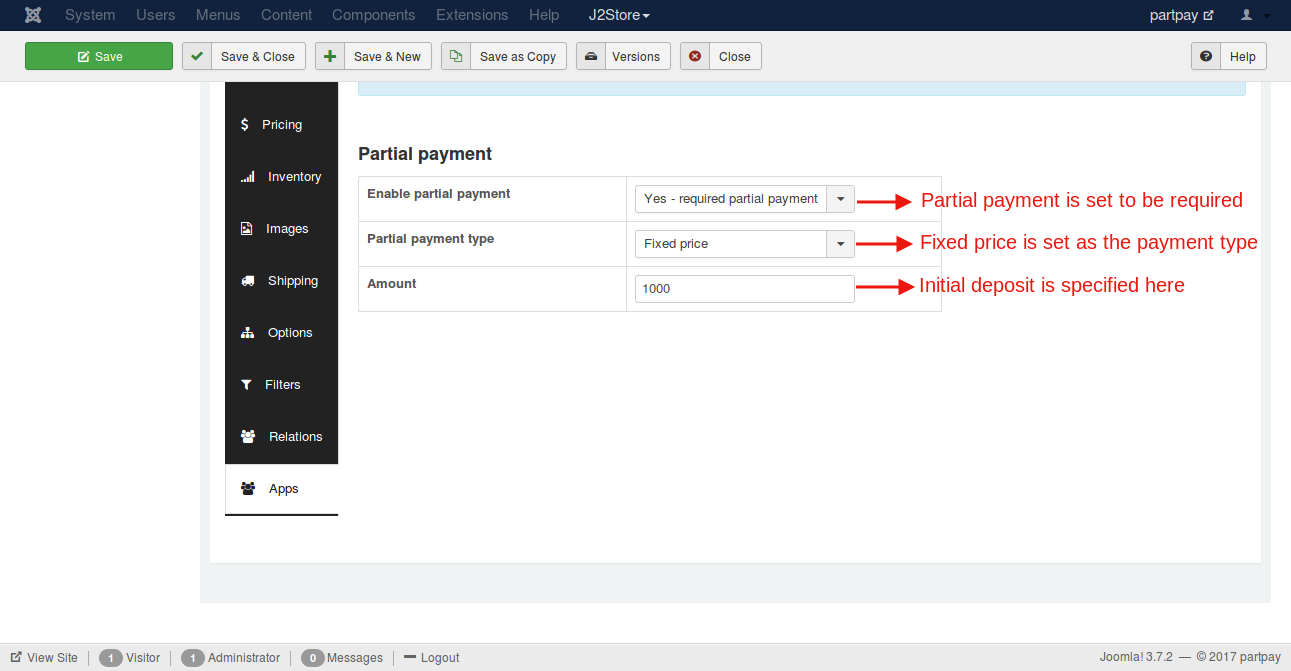 System Users Menus Content Components Extensions Help J2Store partpay
Save Save & Close Save & New Save as Copy Versions Close Help
Pricing
Inventory
Images
Shipping
Options
Filters
Relations
Apps
Partial payment
Enable partial payment Yes - required partial payment Partial payment is set to be required
Partial payment type Fixed price Fixed price is set as the payment type
Amount 1000 Initial deposit is specified here
View Site 1 Visitor 1 Administrator 0 Messages Logout Joomla! 3.7.2 — © 2017 partpay